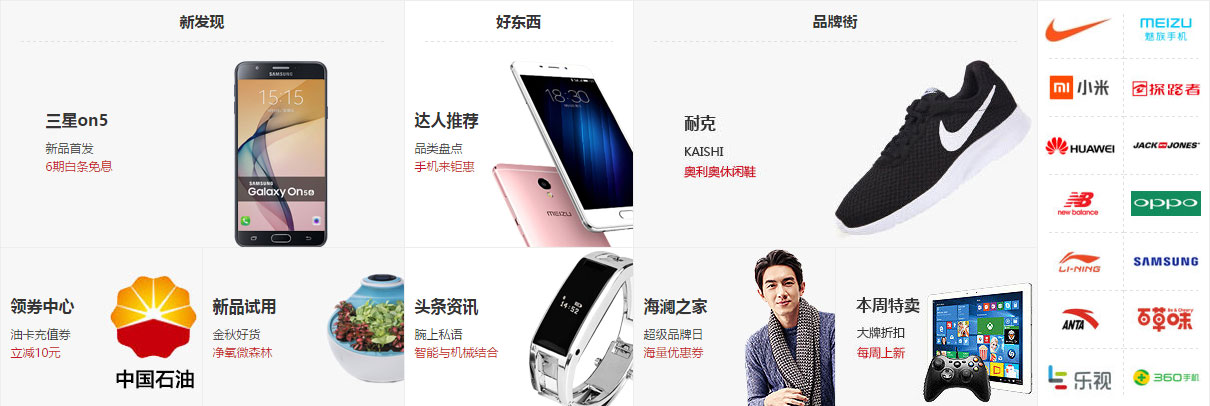 新发现
三星on5
新品首发
6期白条免息
SAMSUNG
15:15
SAMSUNG
Galaxy On5
领券中心
油卡充值券
立减10元
中国石油
新品试用
金秋好货
净氧微森林
好东西
达人推荐
品类盘点
手机来钜惠
18:30
MEIZU
头条资讯
腕上私语
智能与机械结合
14:52
品牌街
耐克
KAISHI
奥利奥休闲鞋
海澜之家
超级品牌日
海量优惠券
本周特卖
大牌折扣
每周上新
MEIZU
魅族手机
mi 小米
探路者
HUAWEI
JACK JONES
new balance
oppo
LI-NING
SAMSUNG
ANTA
Be & Cheery
百草味
乐视
360手机